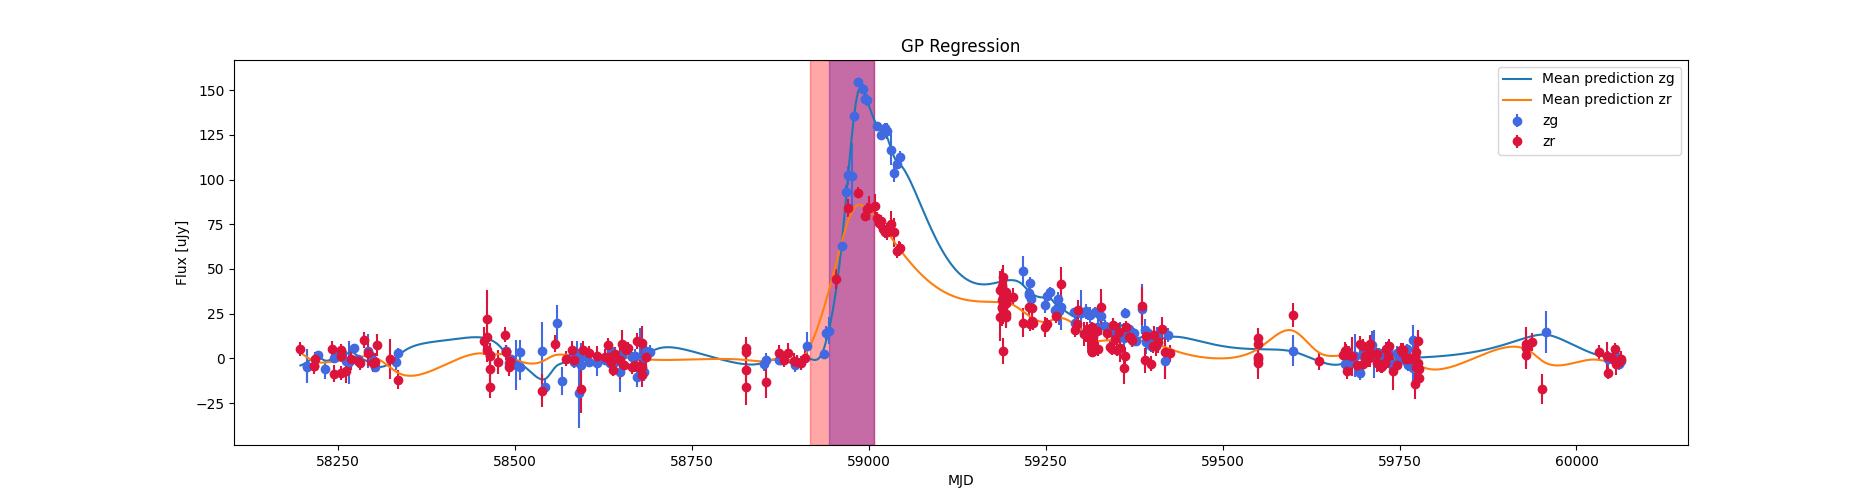 GP Regression
Mean prediction zg
Mean prediction zr
zg
zr
Flux [uJy]
150
125
100
75
50
25
0
−25
58250 58500 58750 59000 59250 59500 59750 60000
MJD